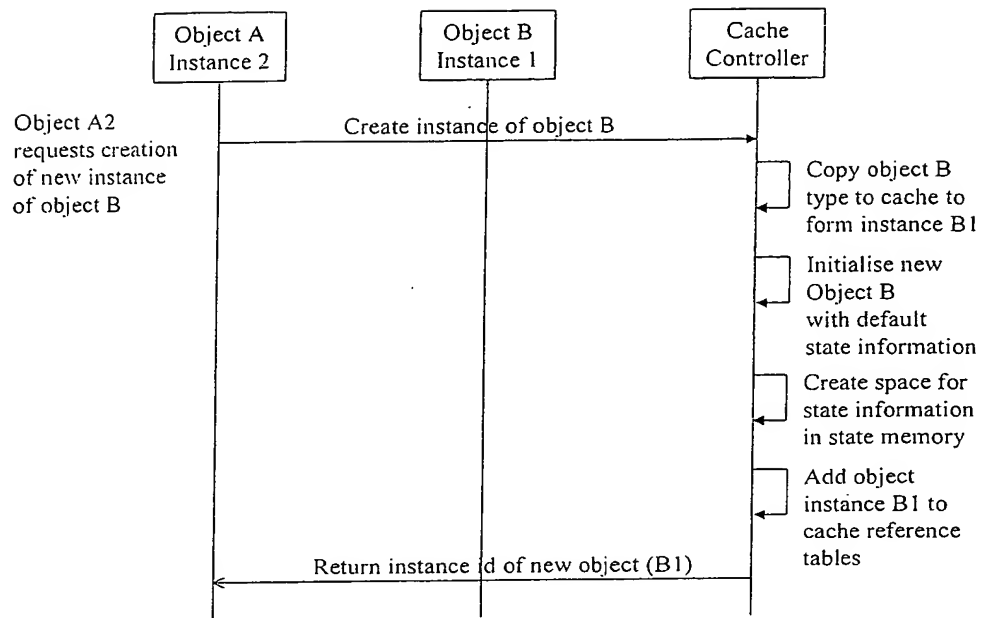 Object A
Instance 2
Object B
Instance 1
Cache
Controller
Object A2
requests creation
of new instance
of object B
Create instance of object B
Copy object B
type to cache to
form instance B1
Initialise new
Object B
with default
state information
Create space for
state information
in state memory
Add object
instance B1 to
cache reference
tables
Return instance id of new object (B1)